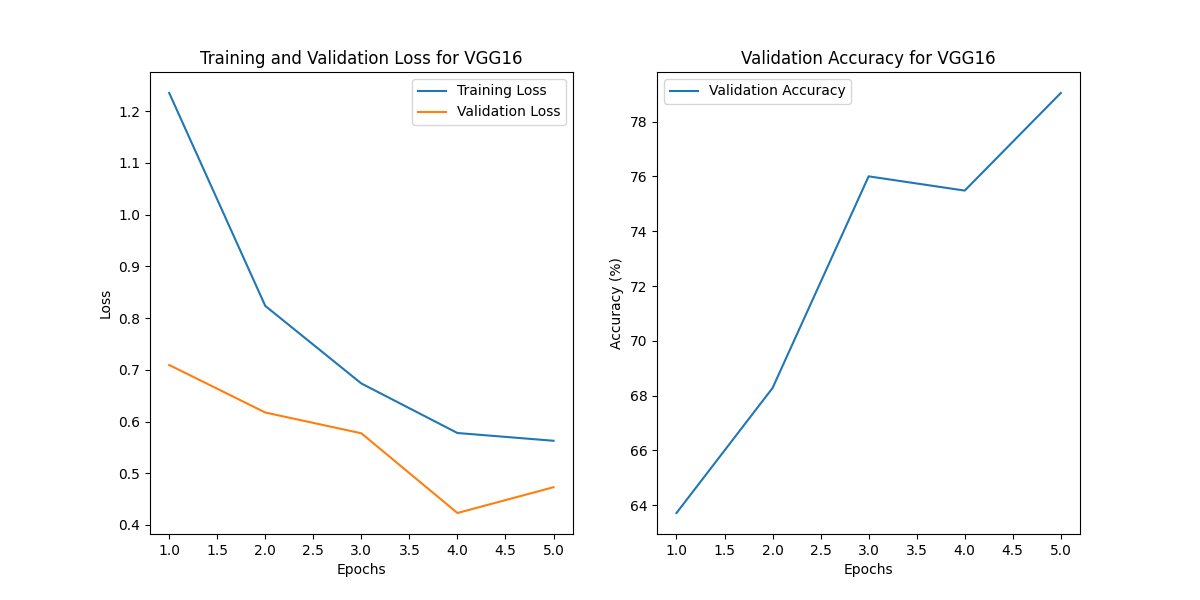 Training and Validation Loss for VGG16
Training Loss
Validation Loss
1.2
1.1
1.0
0.9
0.8
0.7
0.6
0.5
0.4
Loss
1.0 1.5 2.0 2.5 3.0 3.5 4.0 4.5 5.0
Epochs
Validation Accuracy for VGG16
Validation Accuracy
78
76
74
72
70
68
66
64
Accuracy (%)
1.0 1.5 2.0 2.5 3.0 3.5 4.0 4.5 5.0
Epochs